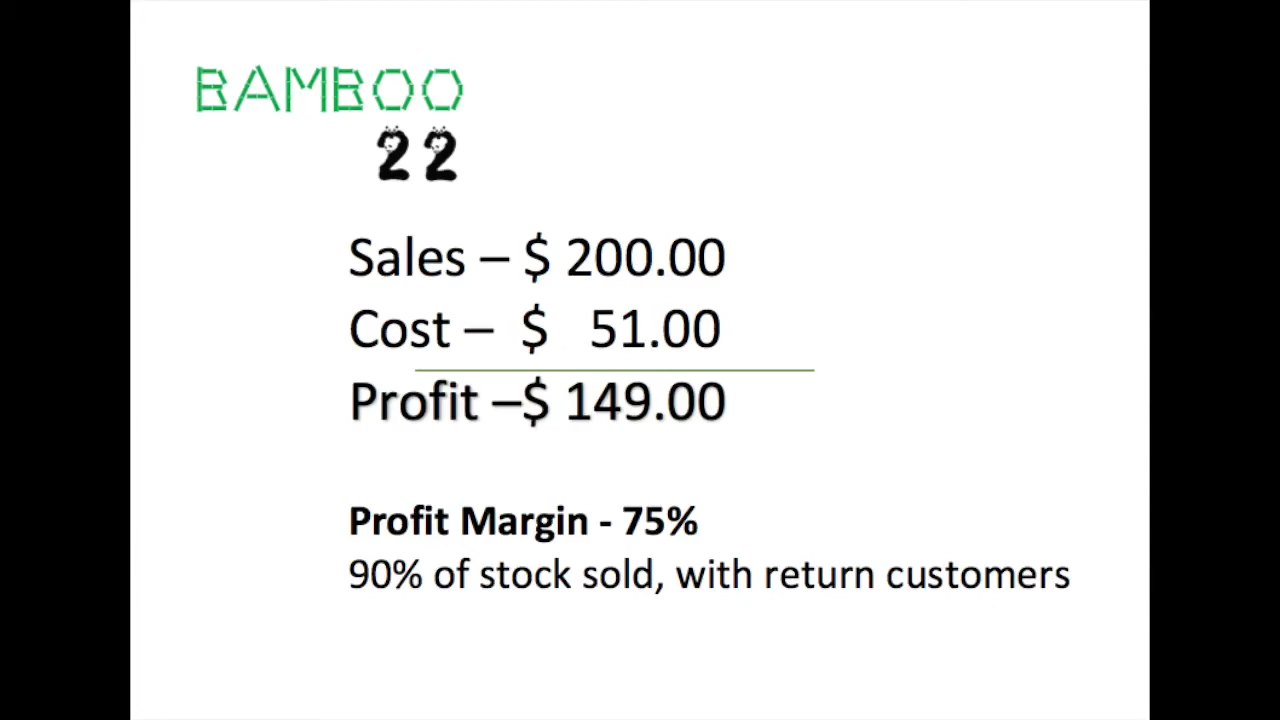 BAMBOO
22
Sales – $ 200.00
Cost – $ 51.00
Profit –$ 149.00
Profit Margin - 75%
90% of stock sold, with return customers